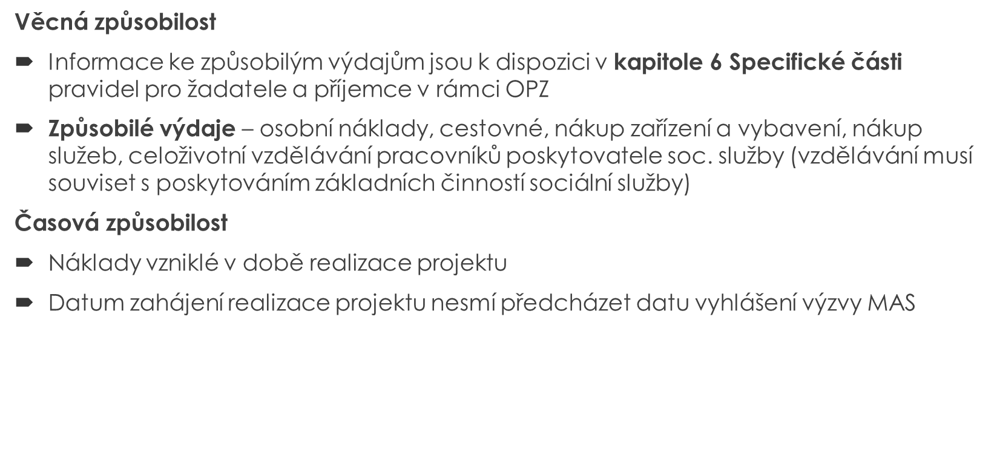 Věcná způsobilost
Informace ke způsobilým výdajům jsou k dispozici v kapitole 6 Specifické části
pravidel pro žadatele a příjemce v rámci OPZ
Způsobilé výdaje – osobní náklady, cestovné, nákup zařízení a vybavení, nákup
služeb, celoživotní vzdělávání pracovníků poskytovatele soc. služby (vzdělávání musí
souviset s poskytováním základních činností sociální služby)
Časová způsobilost
Náklady vzniklé v době realizace projektu
Datum zahájení realizace projektu nesmí předcházet datu vyhlášení výzvy MAS